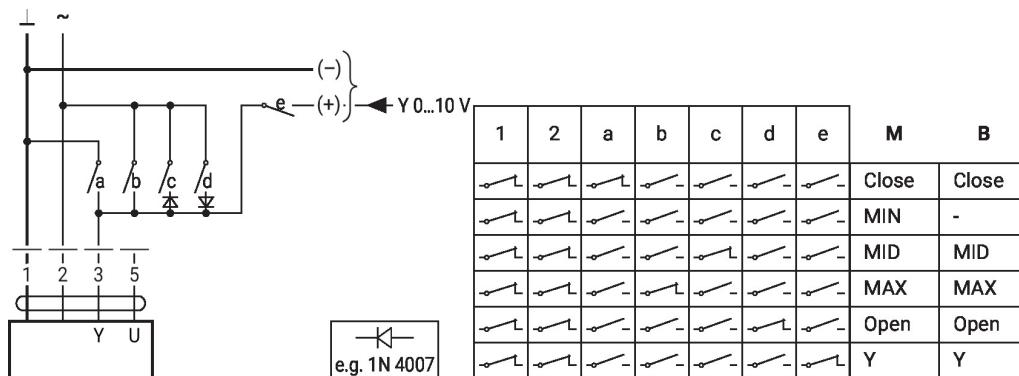 ⊥ ~
(–)
e (+) Y 0...10 V
a b c d
1 2 3 5
Y U
e.g. 1N 4007
1 2 a b c d e M B
Close Close
MIN -
MID MID
MAX MAX
Open Open
Y Y